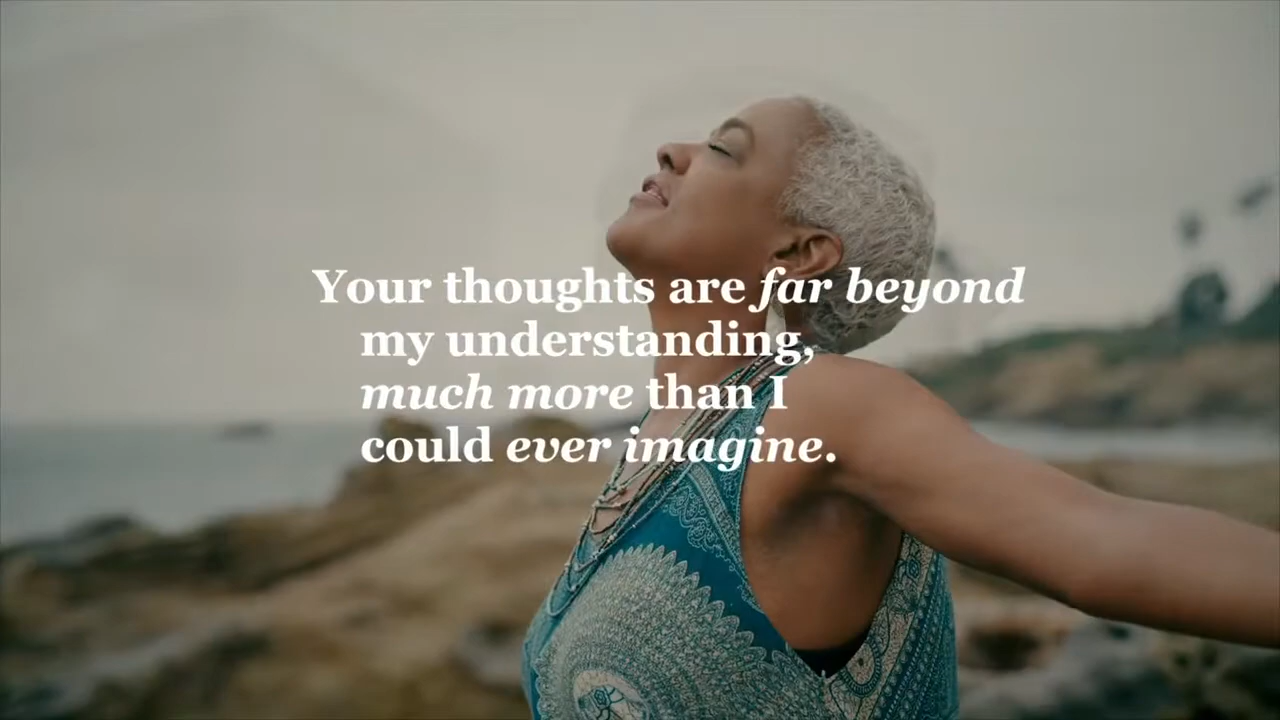 Your thoughts are far beyond
my understanding,
much more than I
could ever imagine.